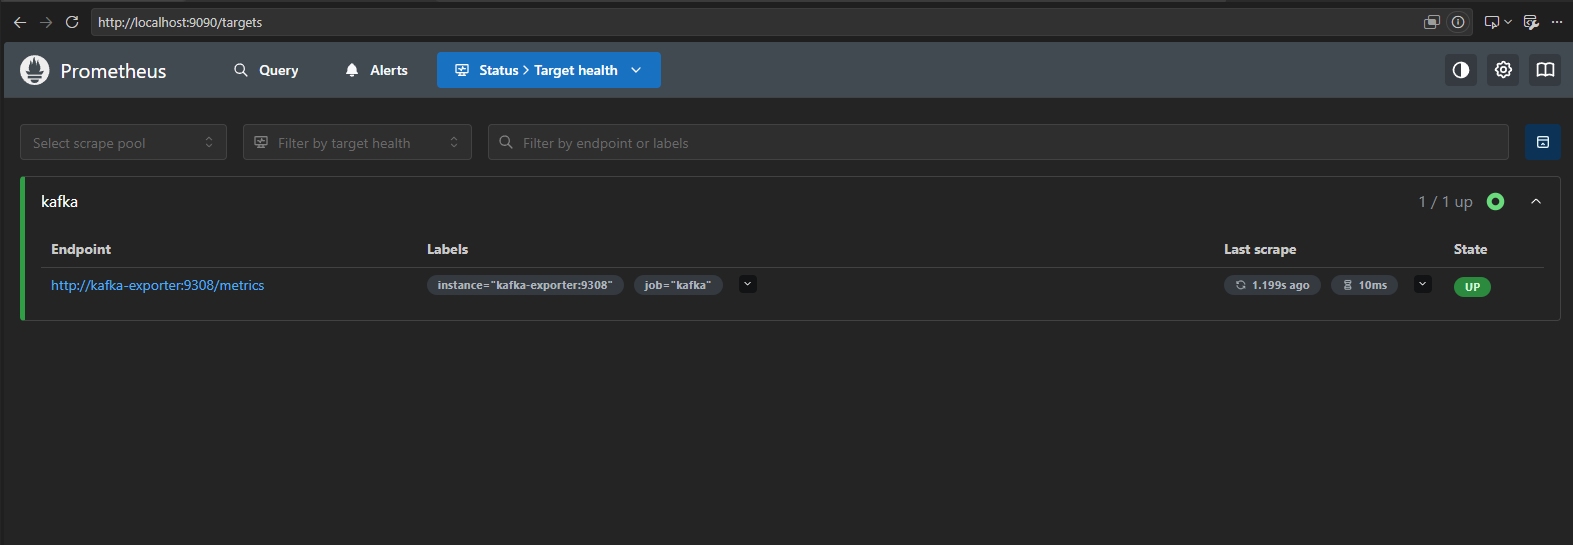 http://localhost:9090/targets
Prometheus Query Alerts Status > Target health
Select scrape pool Filter by target health Filter by endpoint or labels
kafka 1 / 1 up
Endpoint Labels Last scrape State
http://kafka-exporter:9308/metrics instance="kafka-exporter:9308" job="kafka" 1.199s ago 10ms UP